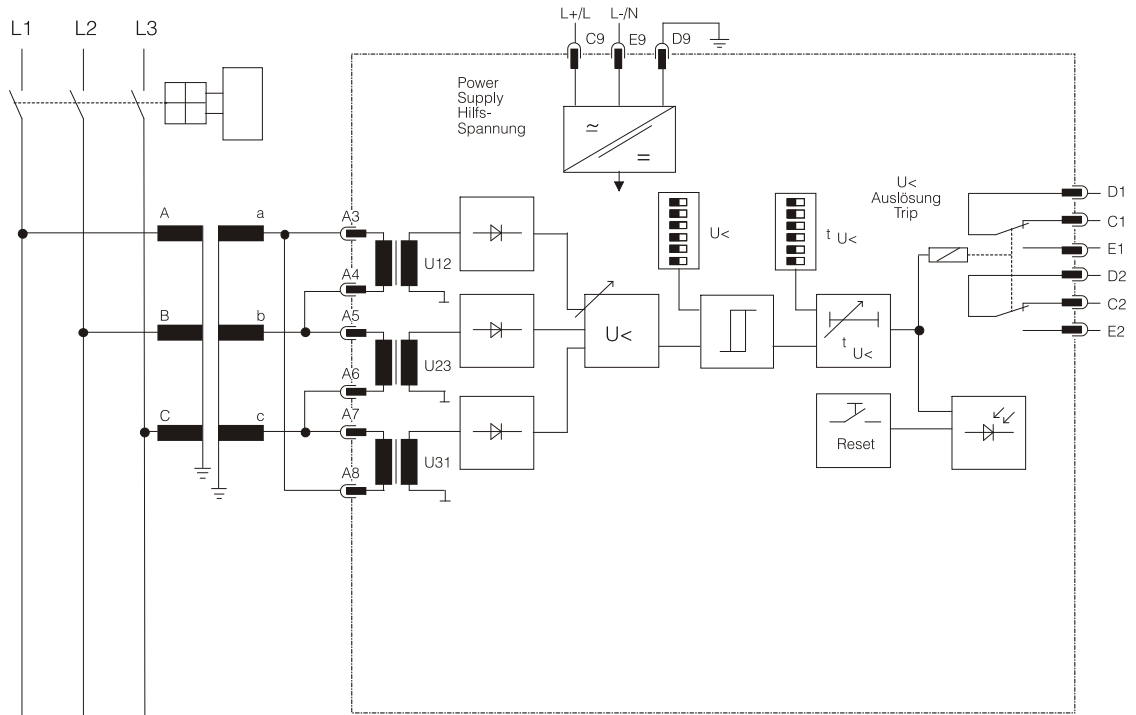 L+/L L-/N
L1 L2 L3
C9 E9 D9
Power
Supply
Hilfs-
Spannung
≃
=
U<
Auslösung
Trip
D1
C1
E1
D2
C2
E2
A a
A3
U12
A4
U<
t U<
B b
A5
U23
A6
U<
t U<
C c
A7
U31
A8
Reset